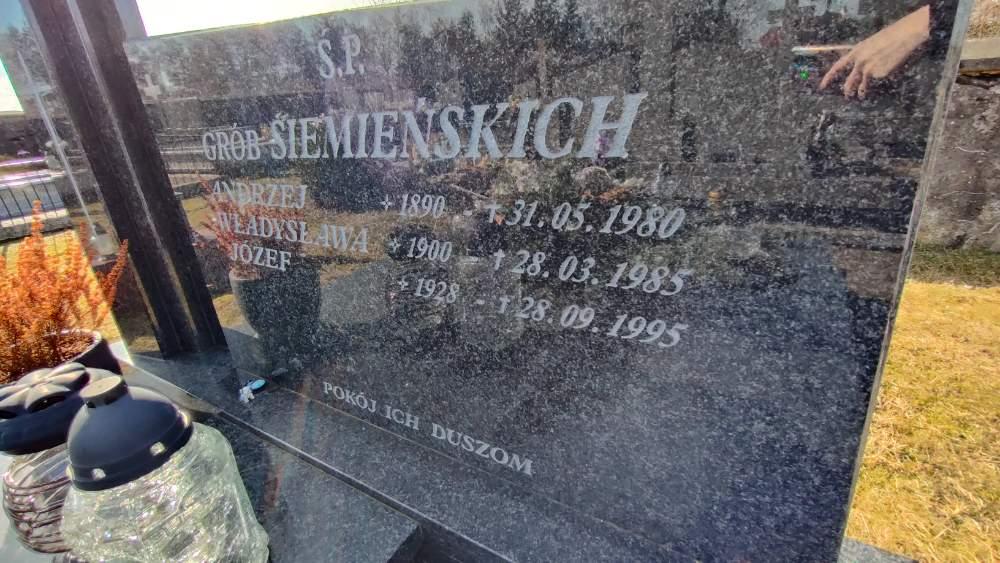 Ś.P.
GRÓB SIEMIEŃSKICH
ANDRZEJ + 1890 - † 31.05.1980
WŁADYSŁAWA + 1900 - † 28.03.1985
JÓZEF + 1928 - † 28.09.1995
POKÓJ ICH DUSZOM